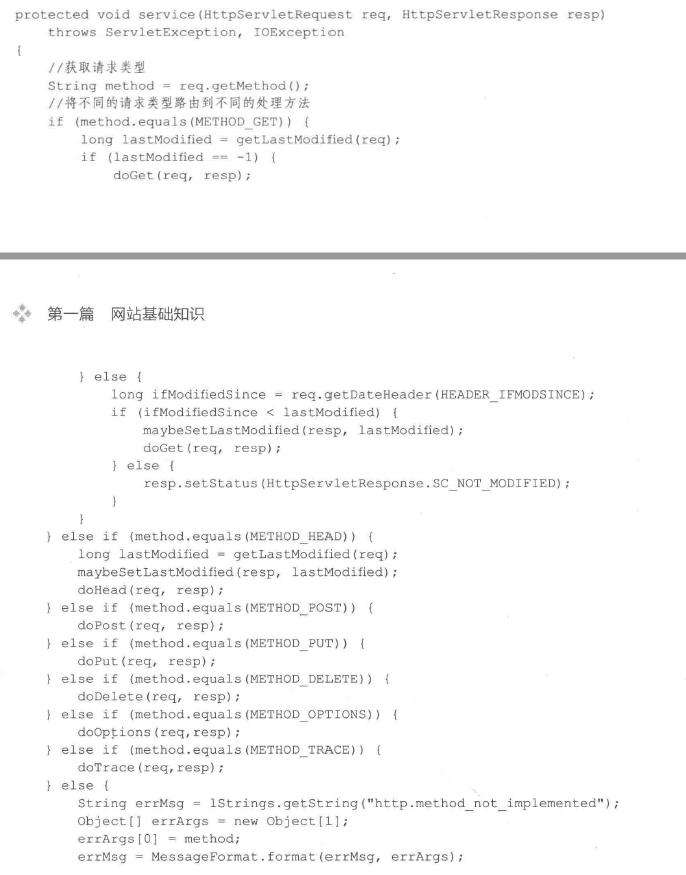 protected void service(HttpServletRequest req, HttpServletResponse resp)
    throws ServletException, IOException
{
    //获取请求类型
    String method = req.getMethod();
    //将不同的请求类型路由到不同的处理方法
    if (method.equals(METHOD_GET)) {
        long lastModified = getLastModified(req);
        if (lastModified == -1) {
            doGet(req, resp);
第一篇 网站基础知识
        } else {
            long ifModifiedSince = req.getDateHeader(HEADER_IFMODSINCE);
            if (ifModifiedSince < lastModified) {
                maybeSetLastModified(resp, lastModified);
                doGet(req, resp);
            } else {
                resp.setStatus(HttpServletResponse.SC_NOT_MODIFIED);
            }
        }
    } else if (method.equals(METHOD_HEAD)) {
        long lastModified = getLastModified(req);
        maybeSetLastModified(resp, lastModified);
        doHead(req, resp);
    } else if (method.equals(METHOD_POST)) {
        doPost(req, resp);
    } else if (method.equals(METHOD_PUT)) {
        doPut(req, resp);
    } else if (method.equals(METHOD_DELETE)) {
        doDelete(req, resp);
    } else if (method.equals(METHOD_OPTIONS)) {
        doOptions(req,resp);
    } else if (method.equals(METHOD_TRACE)) {
        doTrace(req,resp);
    } else {
        String errMsg = lStrings.getString("http.method_not_implemented");
        Object[] errArgs = new Object[1];
        errArgs[0] = method;
        errMsg = MessageFormat.format(errMsg, errArgs);